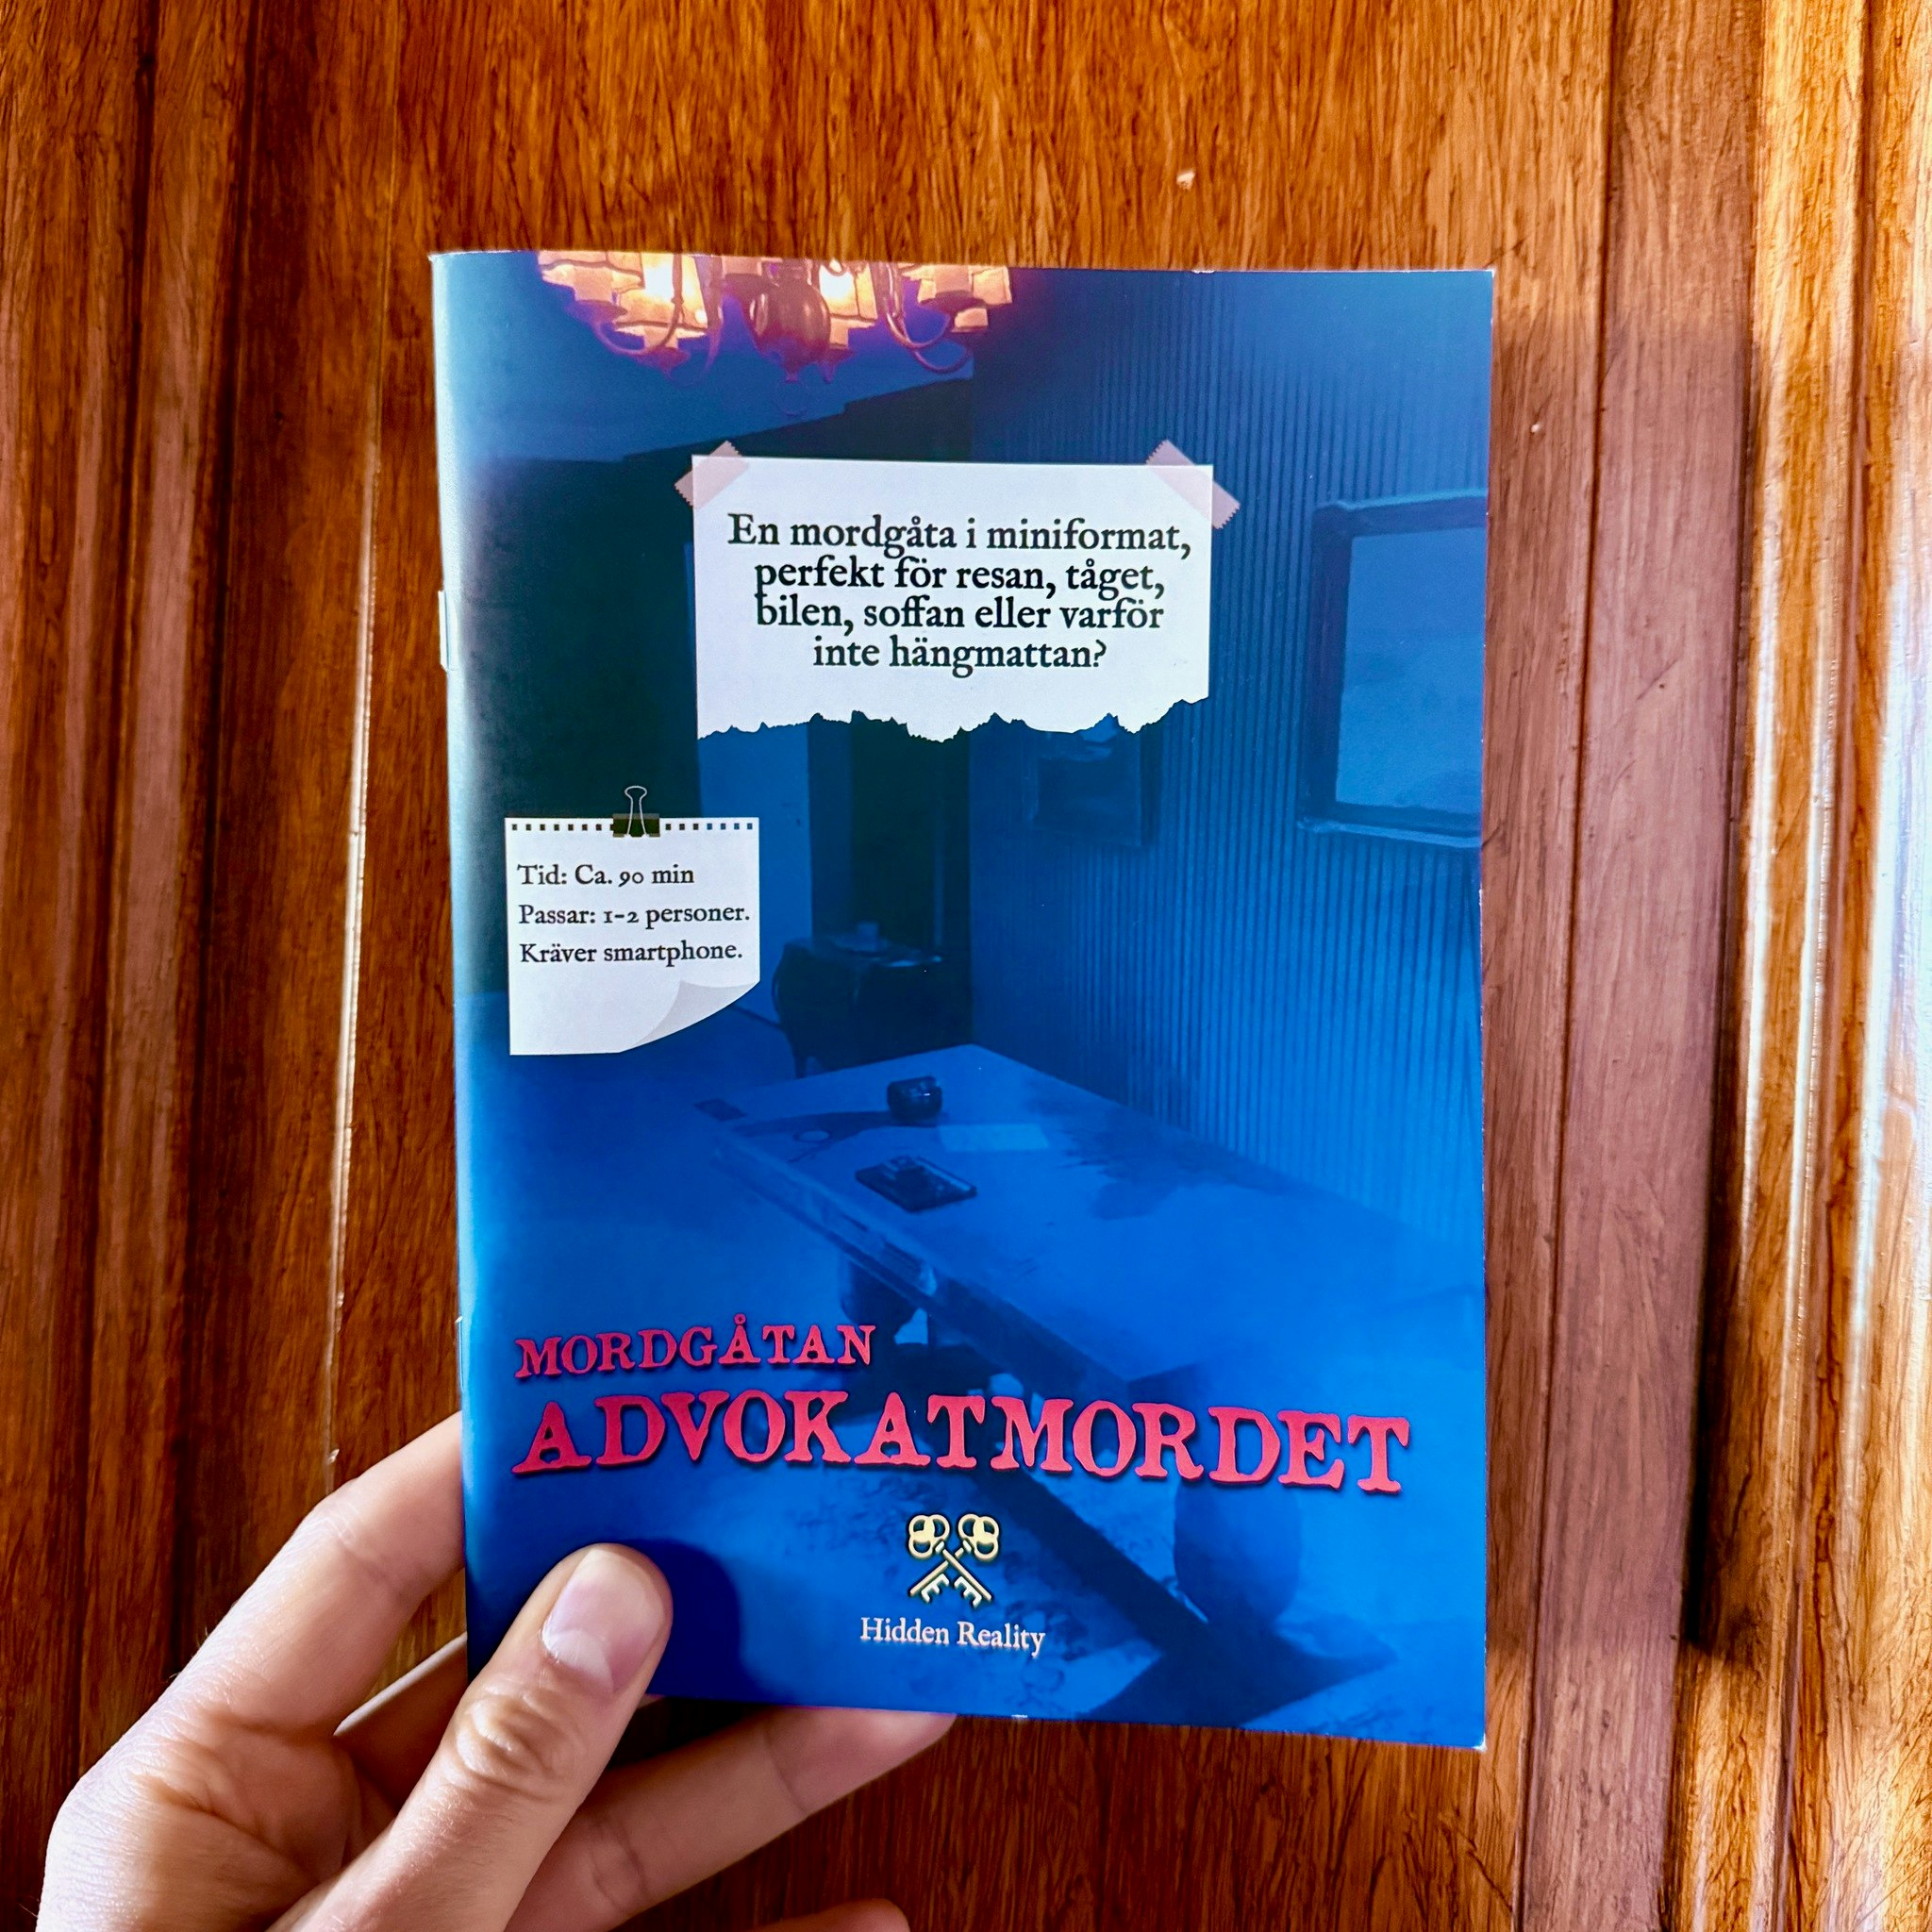 En mordgåta i miniformat,
perfekt för resan, tåget,
bilen, soffan eller varför
inte hängmattan?
Tid: Ca. 90 min
Passar: 1-2 personer.
Kräver smartphone.
MORDGÅTAN
ADVOKATMORDET
Hidden Reality